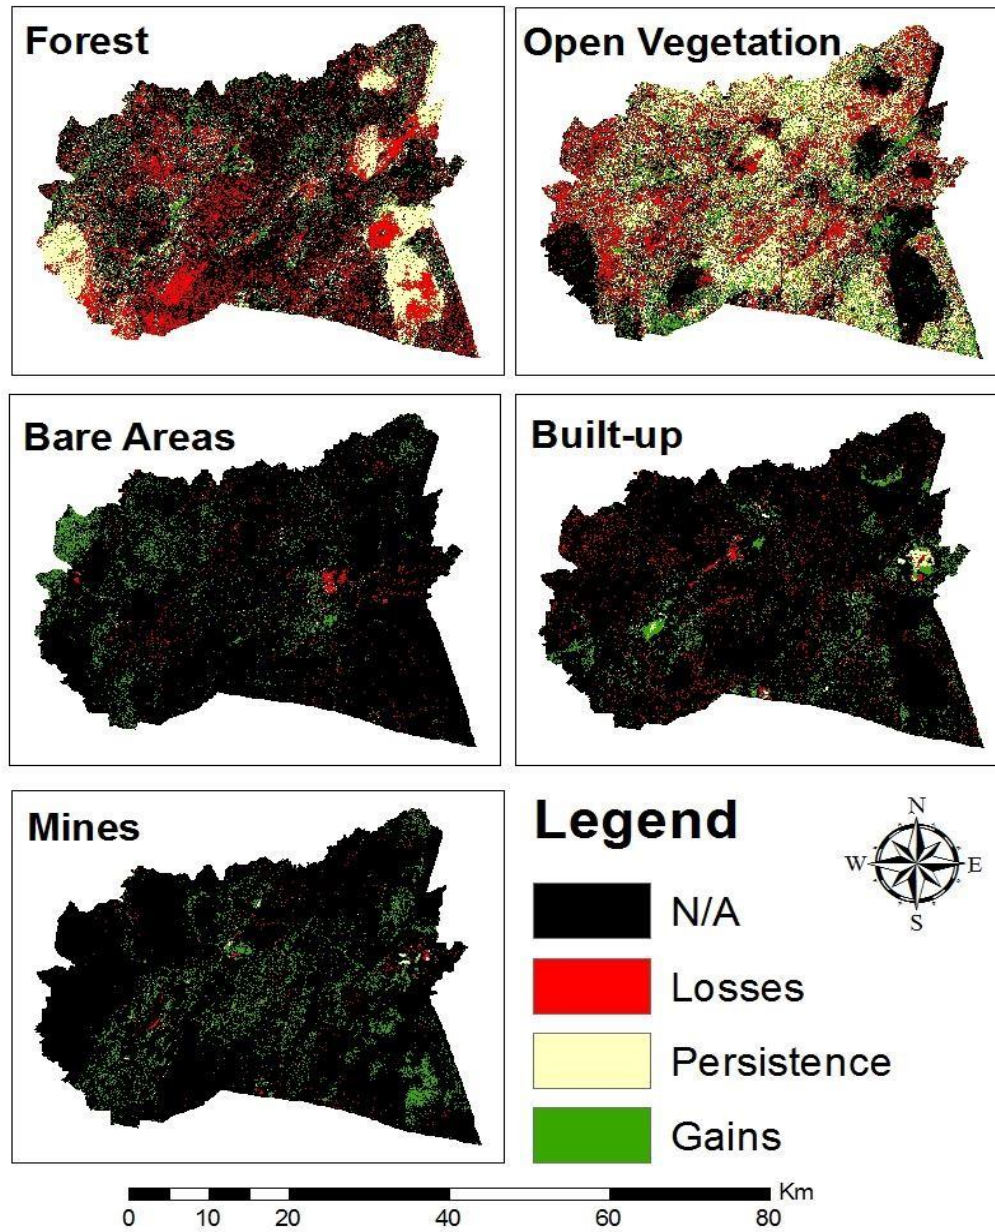 Forest
Open Vegetation
Bare Areas
Built-up
Mines
Legend
N
W
E
S
N/A
Losses
Persistence
Gains
Km
0 10 20 40 60 80